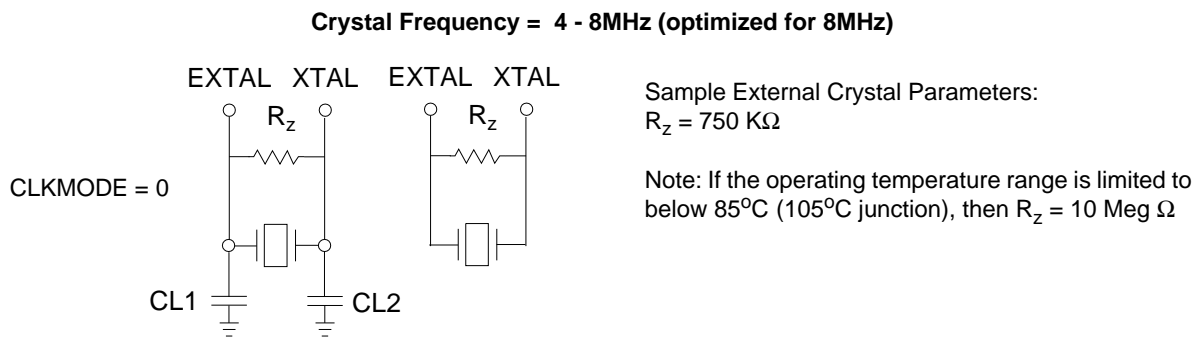 Crystal Frequency = 4 - 8MHz (optimized for 8MHz)
EXTAL XTAL EXTAL XTAL
Rz Rz
CLKMODE = 0
CL1 CL2
Sample External Crystal Parameters:
Rz = 750 KΩ
Note: If the operating temperature range is limited to
below 85°C (105°C junction), then Rz = 10 Meg Ω